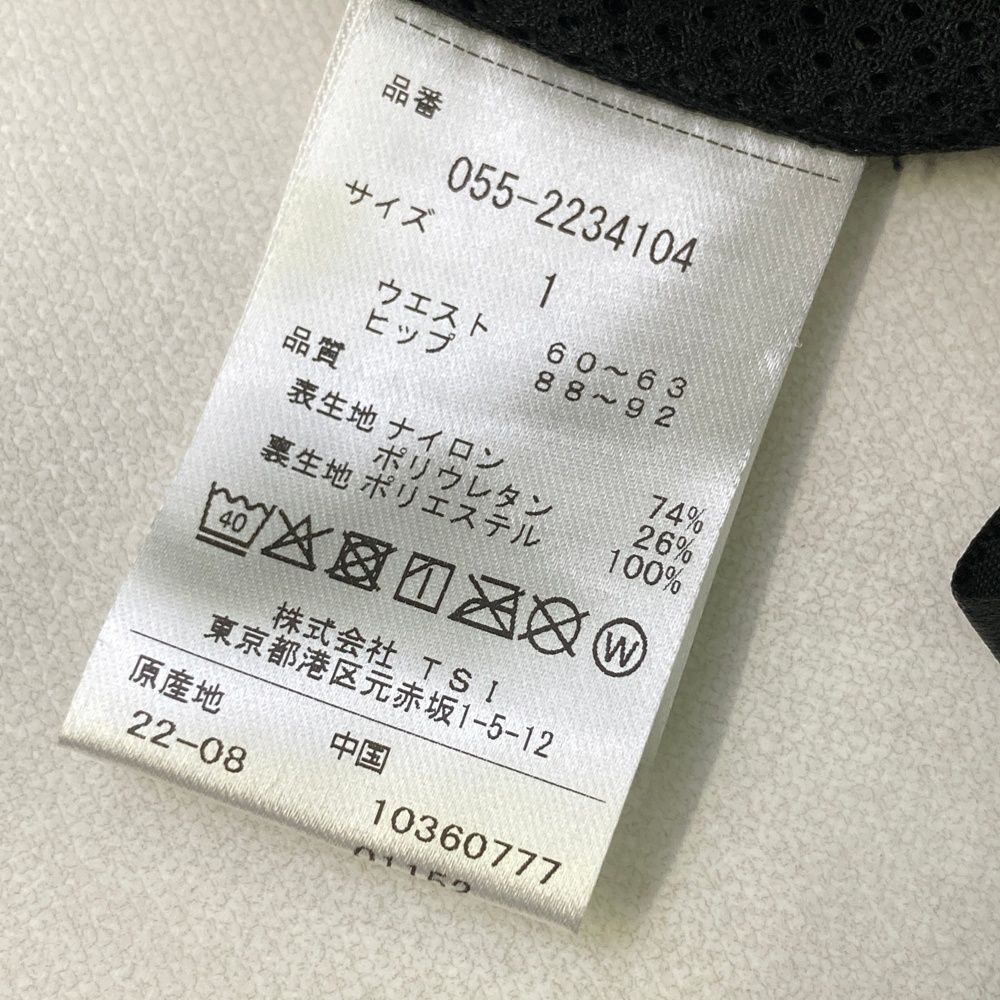 品番
055-2234104
サイズ
1
ウエスト 60～63
ヒップ 88～92
品質
表生地 ナイロン 74%
ポリウレタン 26%
裏生地 ポリエステル 100%
40
W
株式会社 TSI
東京都港区元赤坂1-5-12
原産地
中国
22-08
10360777